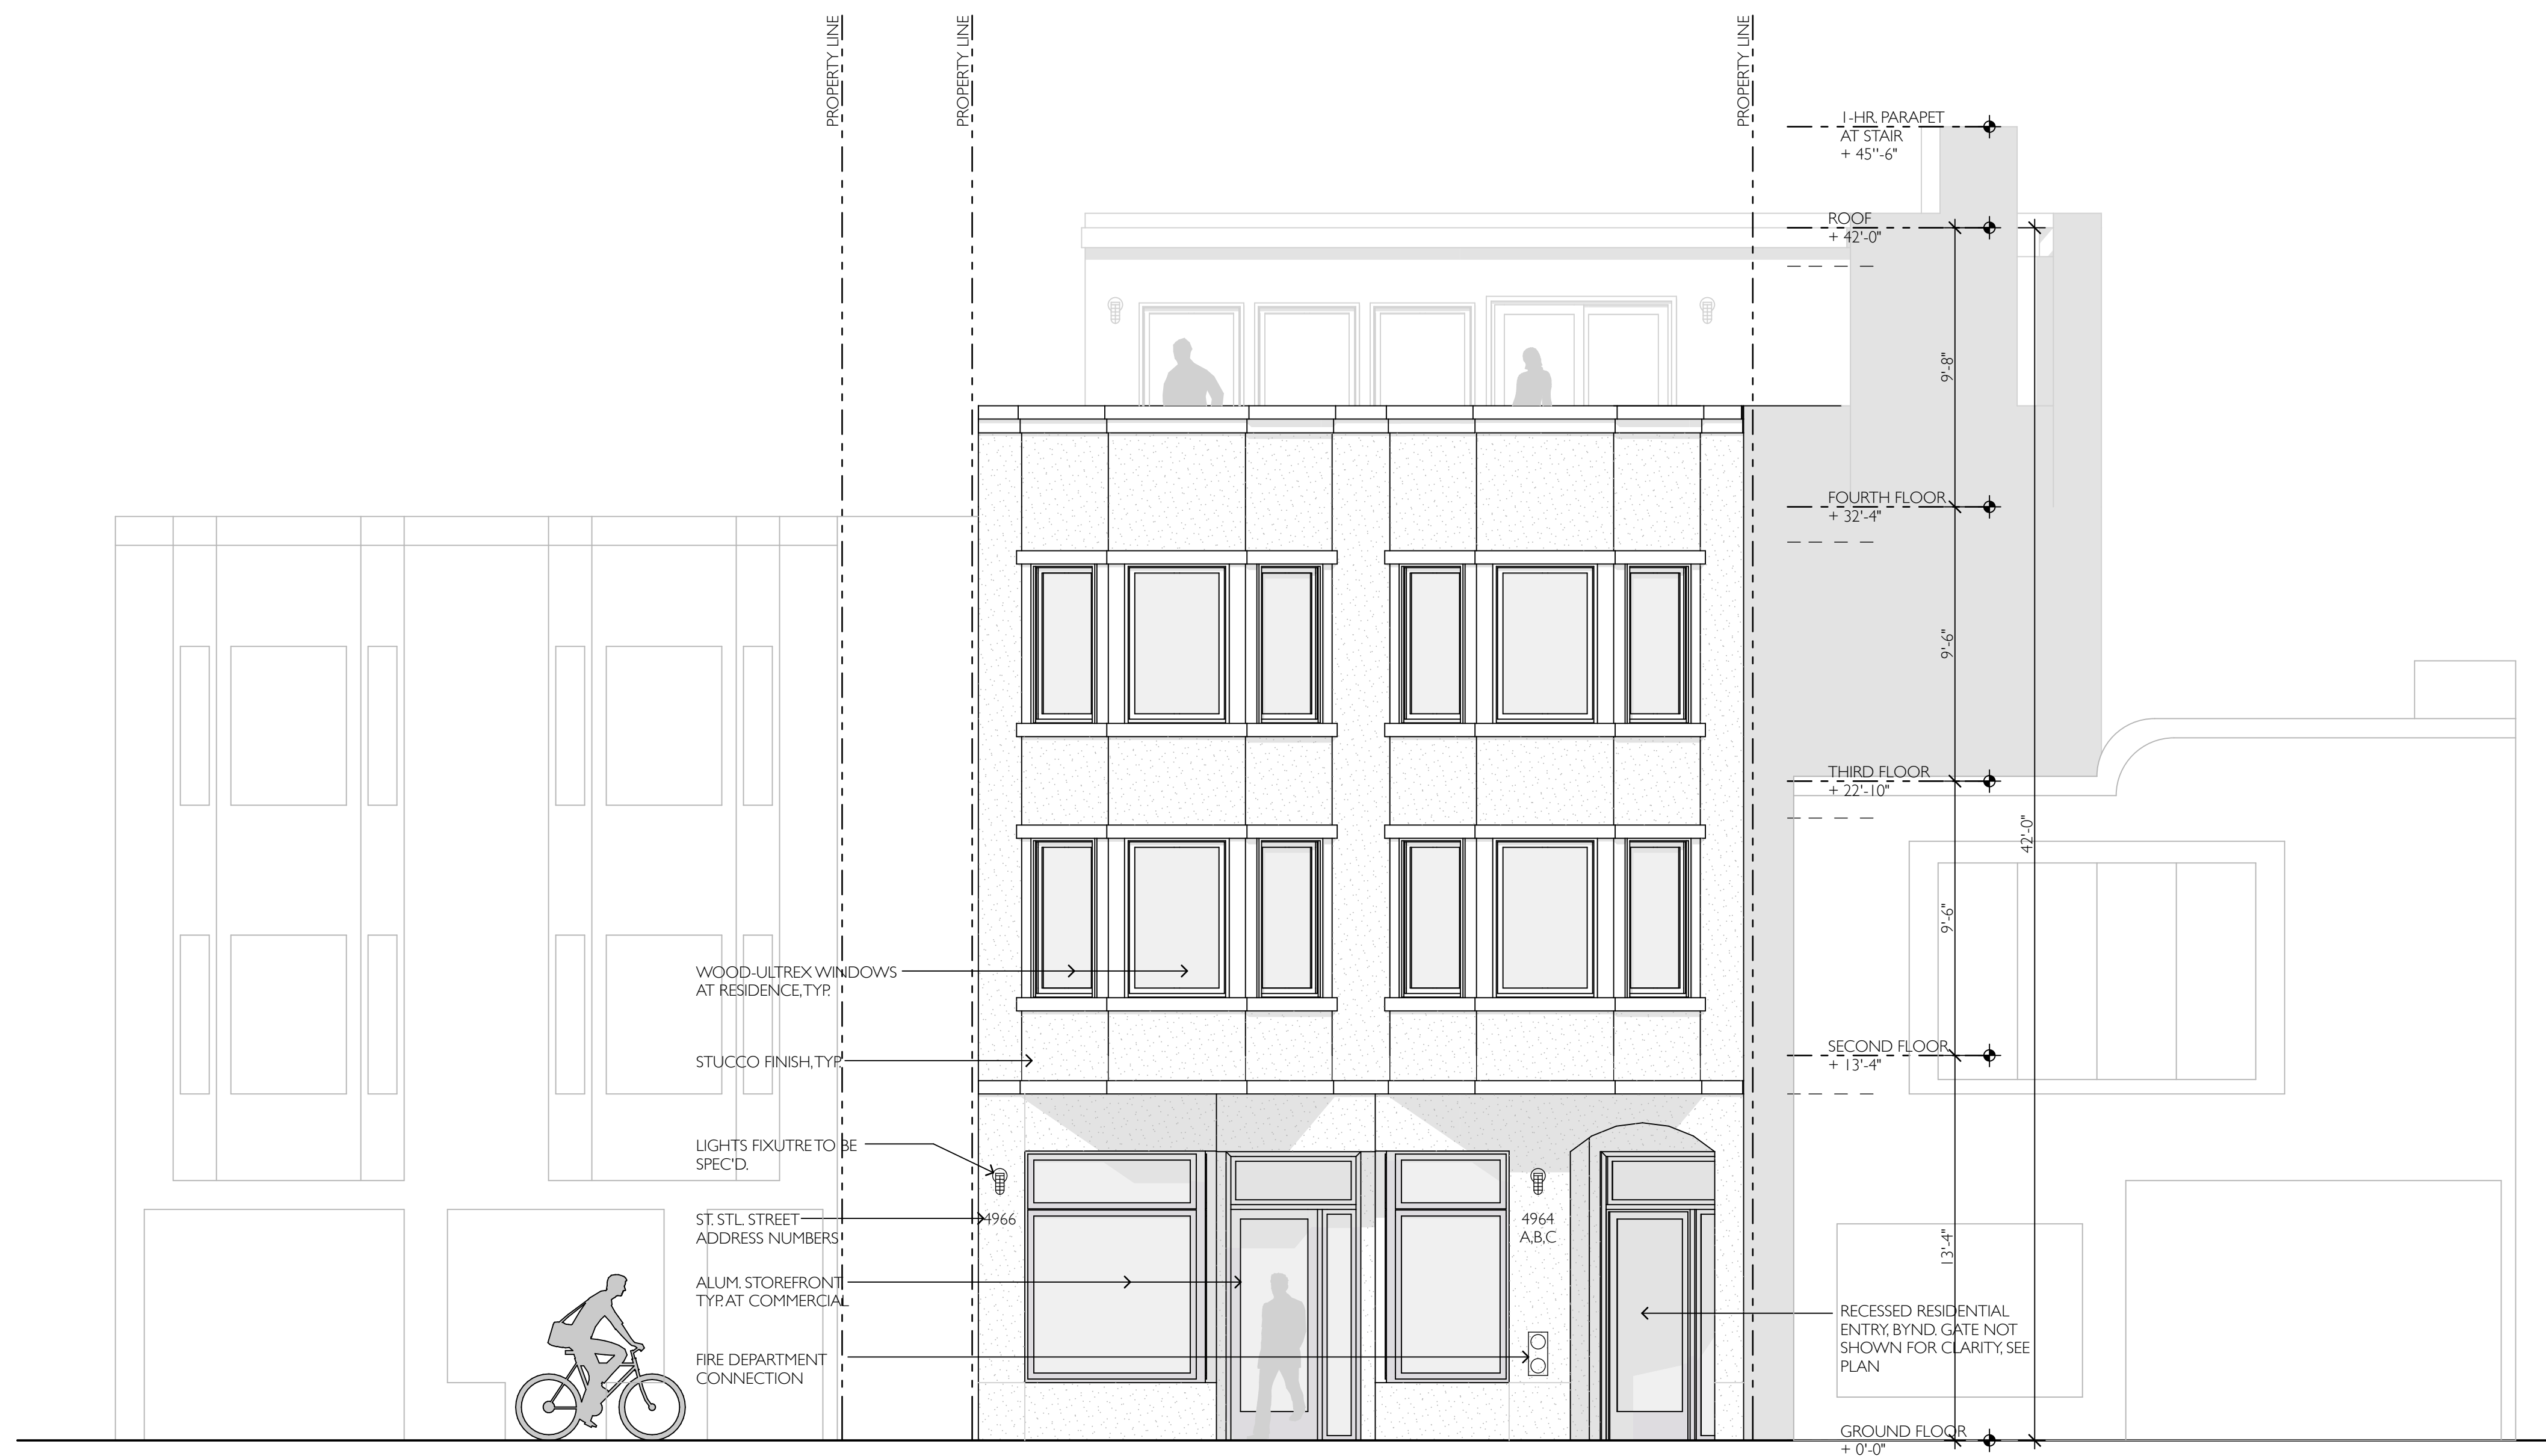 PROPERTY LINE
PROPERTY LINE
PROPERTY LINE
1-HR. PARAPET
AT STAIR
+ 45''-6"
ROOF
+ 42'-0"
9'-8"
FOURTH FLOOR
+ 32'-4"
9'-6"
THIRD FLOOR
+ 22'-10"
42'-0"
9'-6"
SECOND FLOOR
+ 13'-4"
13'-4"
WOOD-ULTREX WINDOWS
AT RESIDENCE, TYP.
STUCCO FINISH, TYP.
LIGHTS FIXUTRE TO BE
SPEC'D.
ST. STL. STREET
ADDRESS NUMBERS
4966
4964
A,B,C
ALUM. STOREFRONT
TYP. AT COMMERCIAL
FIRE DEPARTMENT
CONNECTION
RECESSED RESIDENTIAL
ENTRY, BYND. GATE NOT
SHOWN FOR CLARITY, SEE
PLAN
GROUND FLOOR
+ 0'-0"